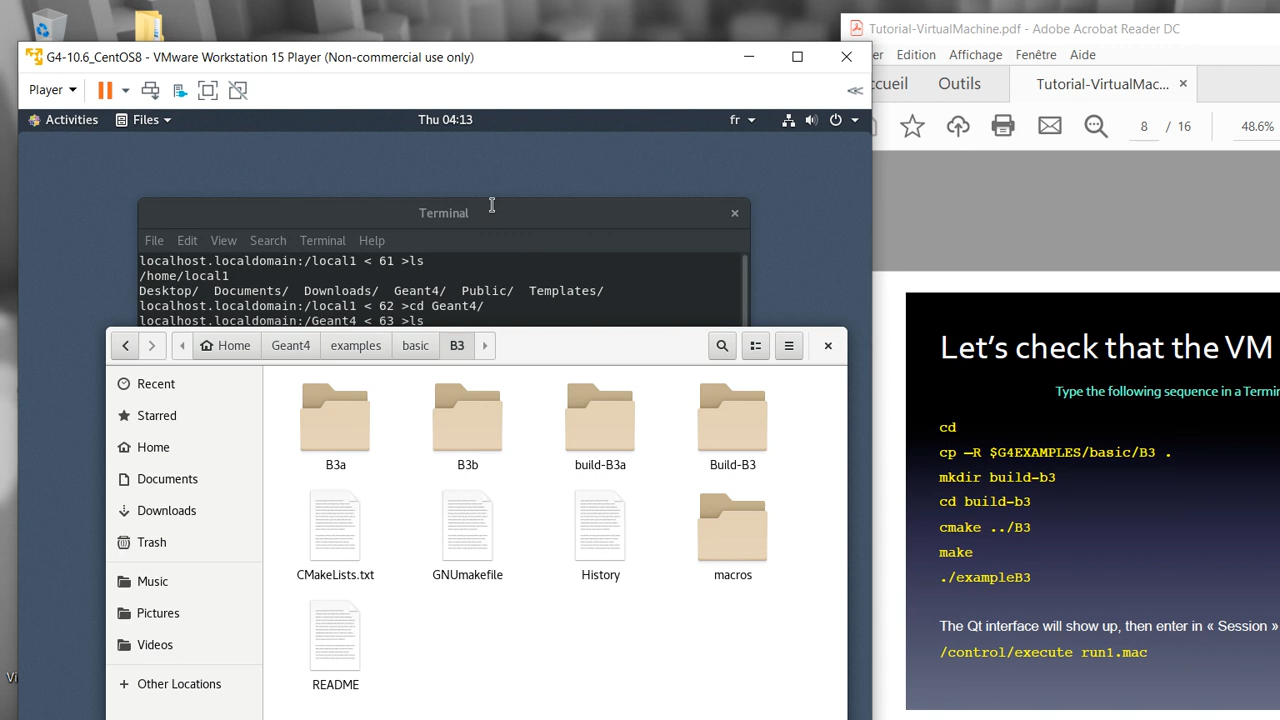 Tutorial-VirtualMachine.pdf - Adobe Acrobat Reader DC
G4-10.6_CentOS8 - VMware Workstation 15 Player (Non-commercial use only)
er Edition Affichage Fenêtre Aide
Player
ccueil Outils Tutorial-VirtualMac... ×
Activities Files Thu 04:13 fr
8 / 16 48.6%
Terminal
File Edit View Search Terminal Help
localhost.localdomain:/local1 < 61 >ls
/home/local1
Desktop/ Documents/ Downloads/ Geant4/ Public/ Templates/
localhost.localdomain:/local1 < 62 >cd Geant4/
localhost.localdomain:/Geant4 < 63 >ls
Home Geant4 examples basic B3
Recent
Starred
Home
Documents
Downloads
Trash
Music
Pictures
Videos
+ Other Locations
B3a B3b build-B3a Build-B3
CMakeLists.txt GNUmakefile History macros
README
Let's check that the VM
Type the following sequence in a Termi
cd
cp –R $G4EXAMPLES/basic/B3 .
mkdir build-b3
cd build-b3
cmake ../B3
make
./exampleB3
The Qt interface will show up, then enter in « Session »
/control/execute run1.mac
Vi